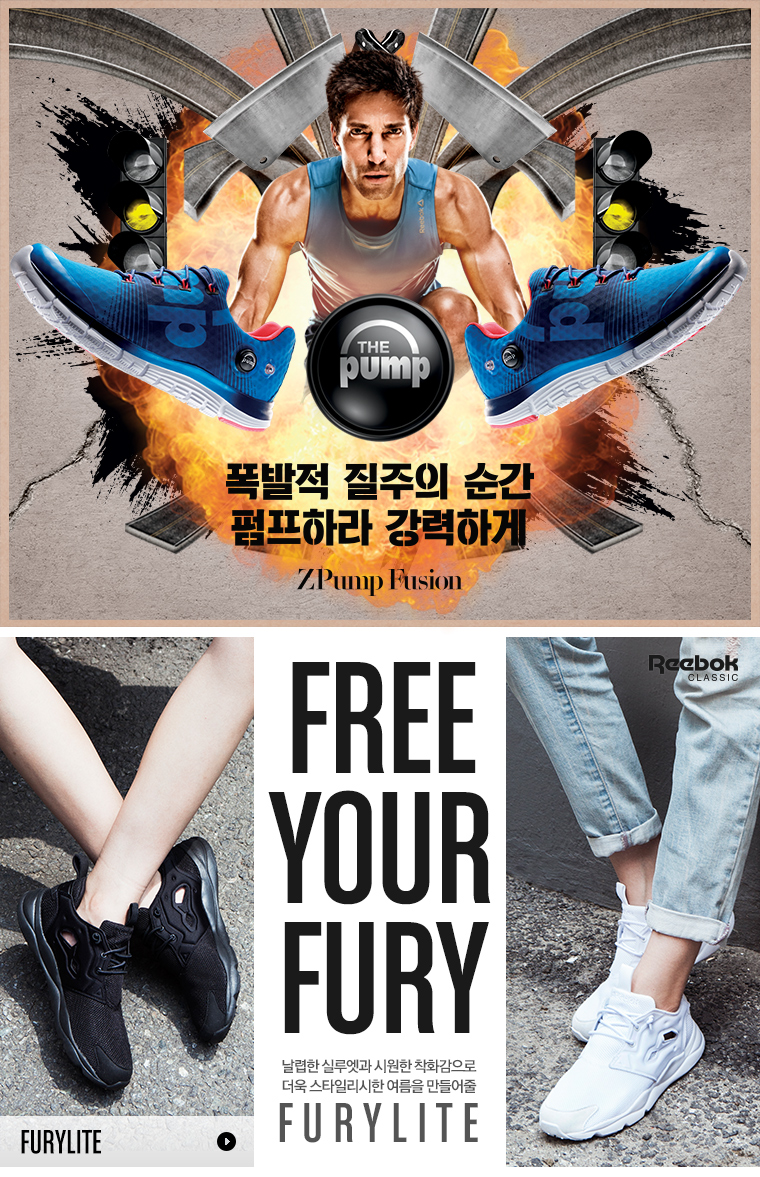 Reebok
THE
pump
폭발적 질주의 순간
펌프하라 강력하게
ZPump Fusion
FREE
YOUR
FURY
날렵한 실루엣과 시원한 착화감으로
더욱 스타일리시한 여름을 만들어줄
FURYLITE
FURYLITE
Reebok
CLASSIC